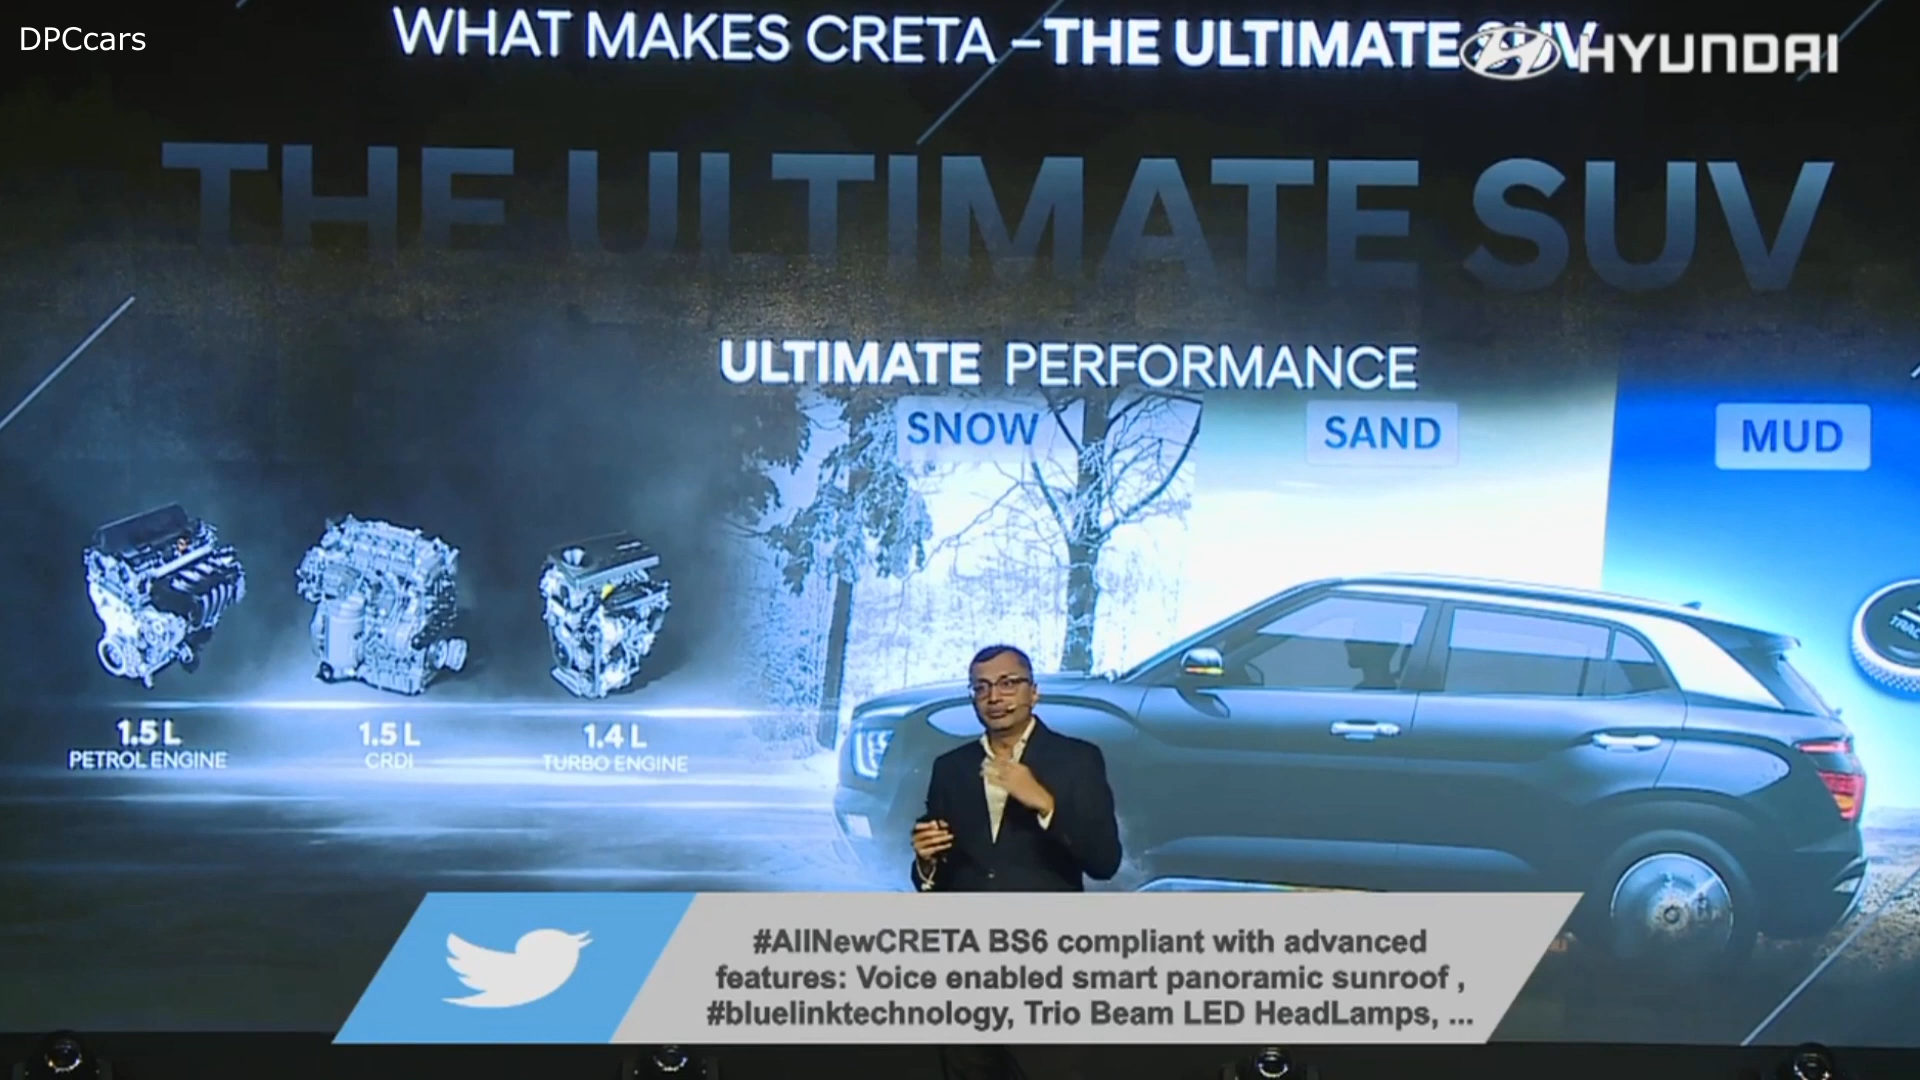 DPCcars
WHAT MAKES CRETA – THE ULTIMATE SUV
HYUNDAI
THE ULTIMATE SUV
ULTIMATE PERFORMANCE
SNOW
SAND
MUD
1.5 L
PETROL ENGINE
1.5 L
CRDI
1.4 L
TURBO ENGINE
#AllNewCRETA BS6 compliant with advanced
features: Voice enabled smart panoramic sunroof ,
#bluelinktechnology, Trio Beam LED HeadLamps, ...